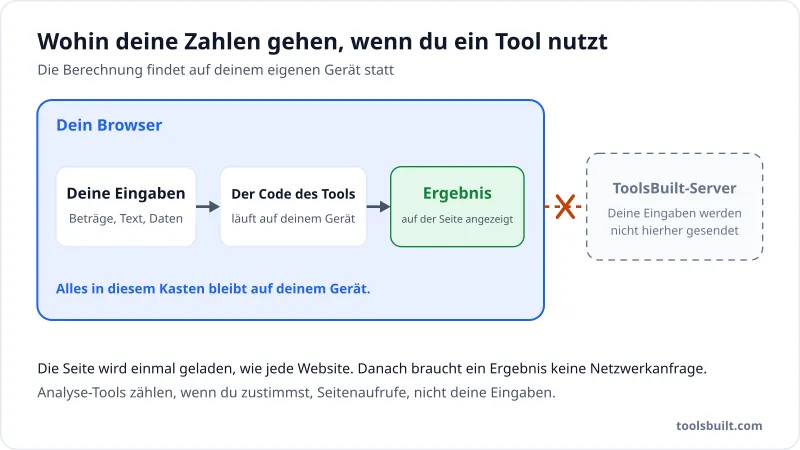 Wohin deine Zahlen gehen, wenn du ein Tool nutzt
Die Berechnung findet auf deinem eigenen Gerät statt
Dein Browser
Deine Eingaben
Beträge, Text, Daten
Der Code des Tools
läuft auf deinem Gerät
Ergebnis
auf der Seite angezeigt
ToolsBuilt-Server
Deine Eingaben werden
nicht hierher gesendet
Alles in diesem Kasten bleibt auf deinem Gerät.
Die Seite wird einmal geladen, wie jede Website. Danach braucht ein Ergebnis keine Netzwerkanfrage.
Analyse-Tools zählen, wenn du zustimmst, Seitenaufrufe, nicht deine Eingaben.
toolsbuilt.com